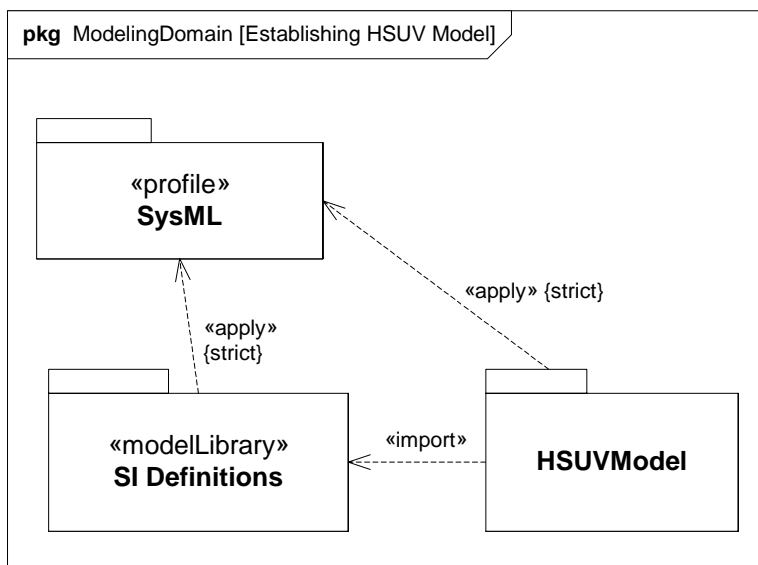 pkg ModelingDomain [Establishing HSUV Model]
«profile»
SysML
«apply» {strict}
«apply»
{strict}
«modelLibrary»
SI Definitions
«import»
HSUVModel